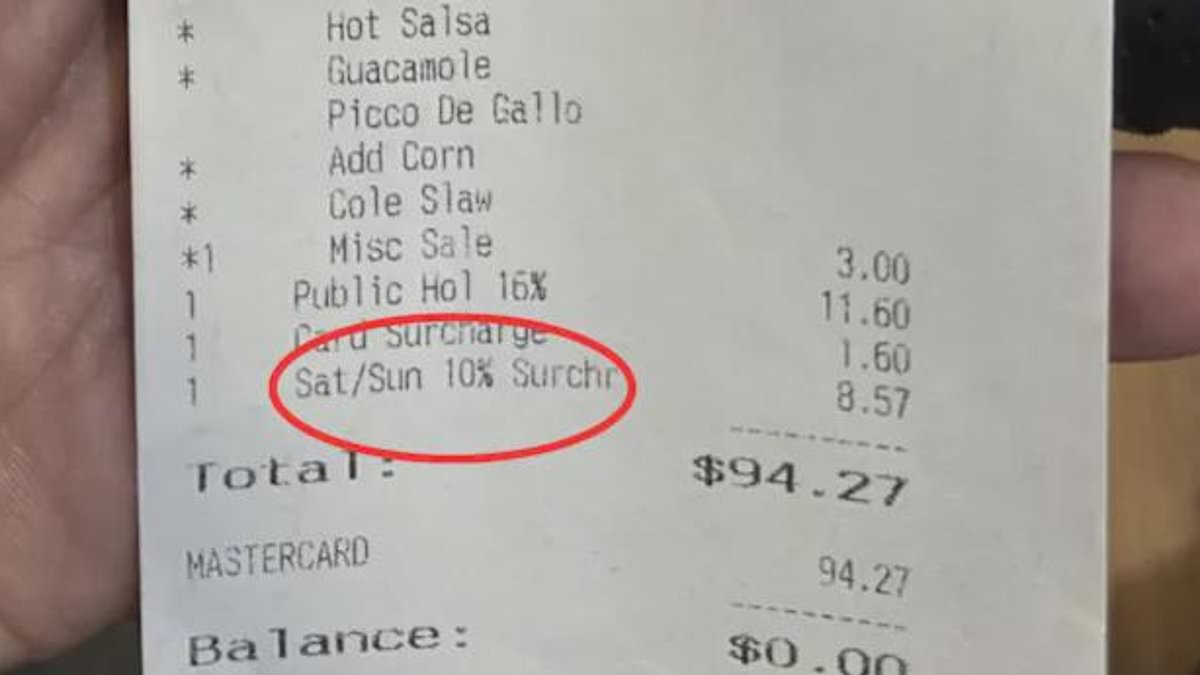 * Hot Salsa
* Guacamole
Picco De Gallo
* Add Corn
* Cole Slaw
*1 Misc Sale 3.00
1 Public Hol 16% 11.60
1 Card Surcharge 1.60
1 Sat/Sun 10% Surchr 8.57
Total: $94.27
MASTERCARD 94.27
Balance: $0.00